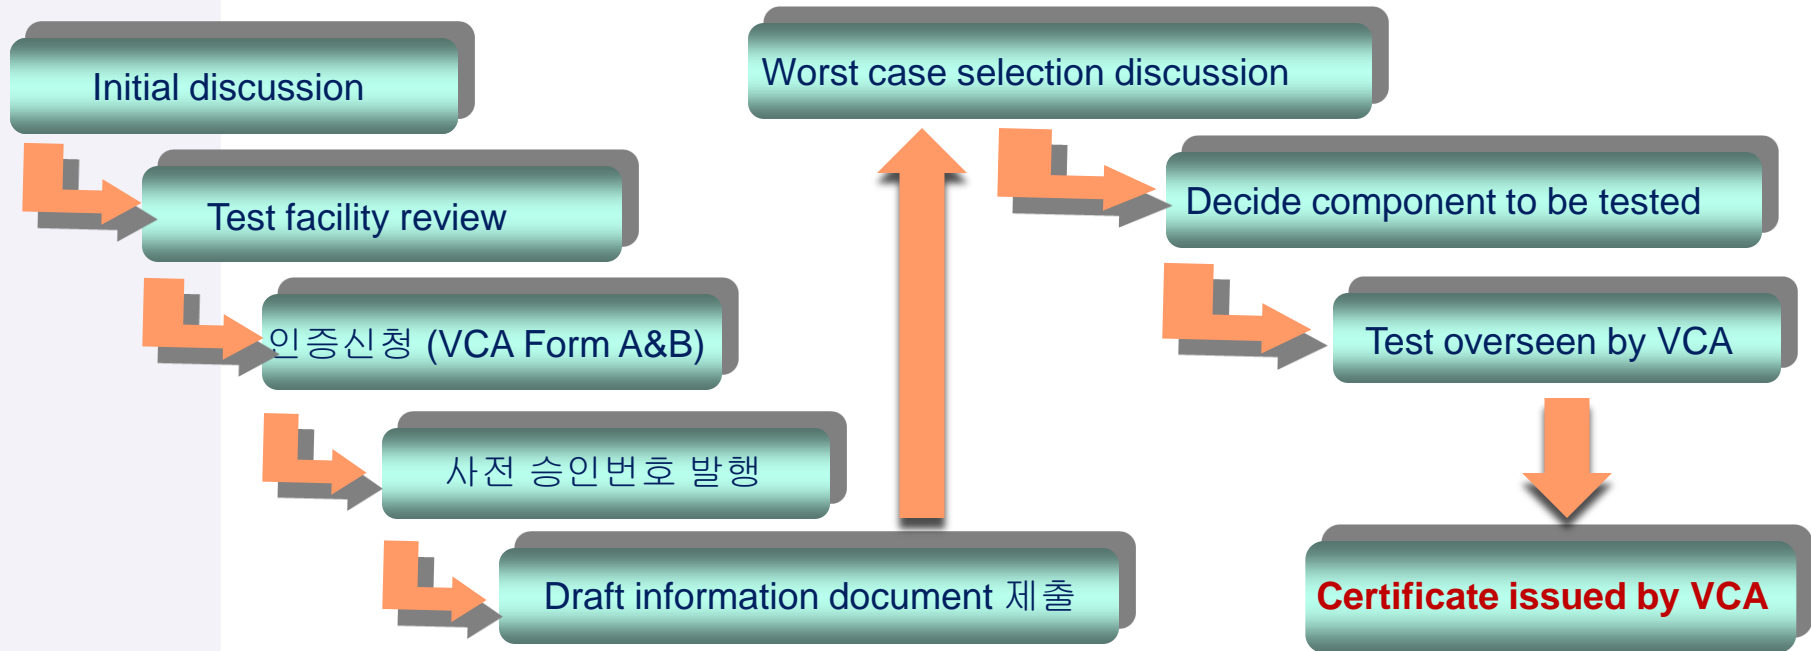 Initial discussion
Test facility review
인증신청 (VCA Form A&B)
사전 승인번호 발행
Draft information document 제출
Worst case selection discussion
Decide component to be tested
Test overseen by VCA
Certificate issued by VCA